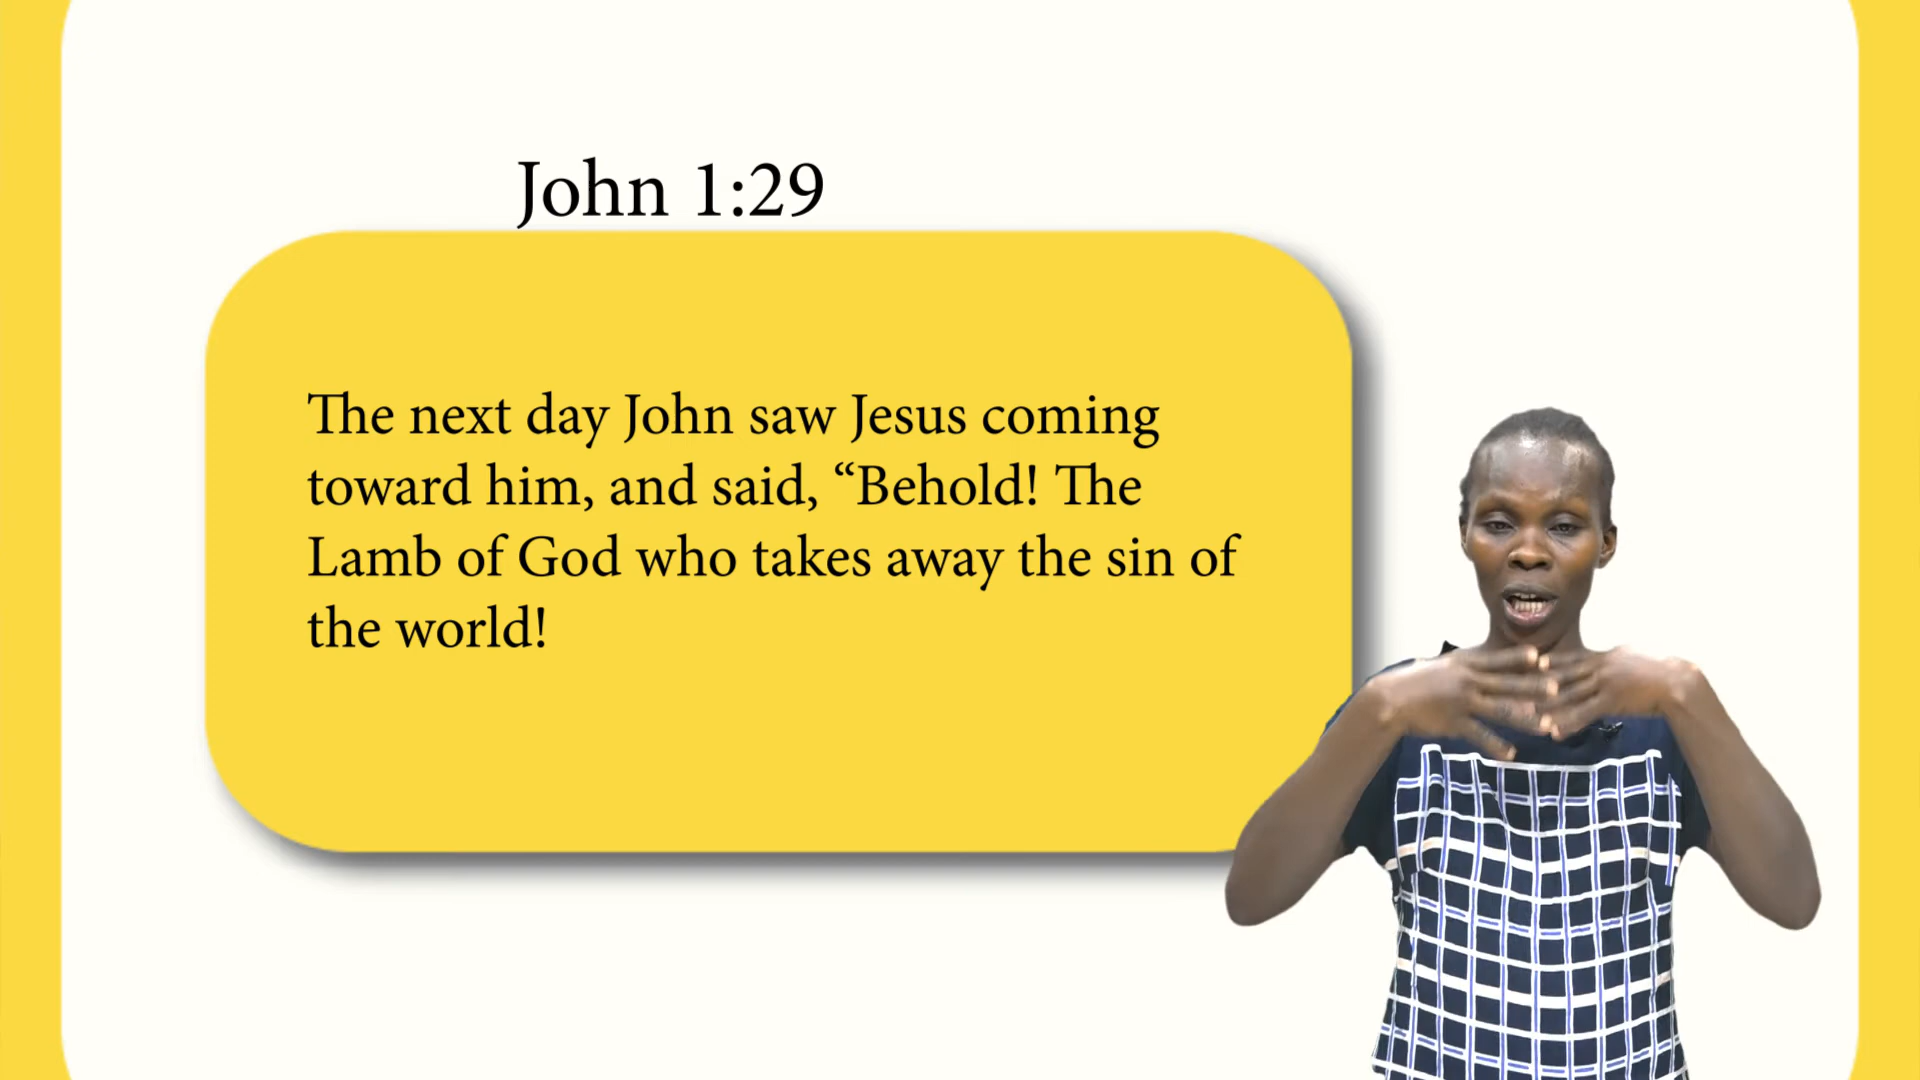 John 1:29
The next day John saw Jesus coming
toward him, and said, “Behold! The
Lamb of God who takes away the sin of
the world!